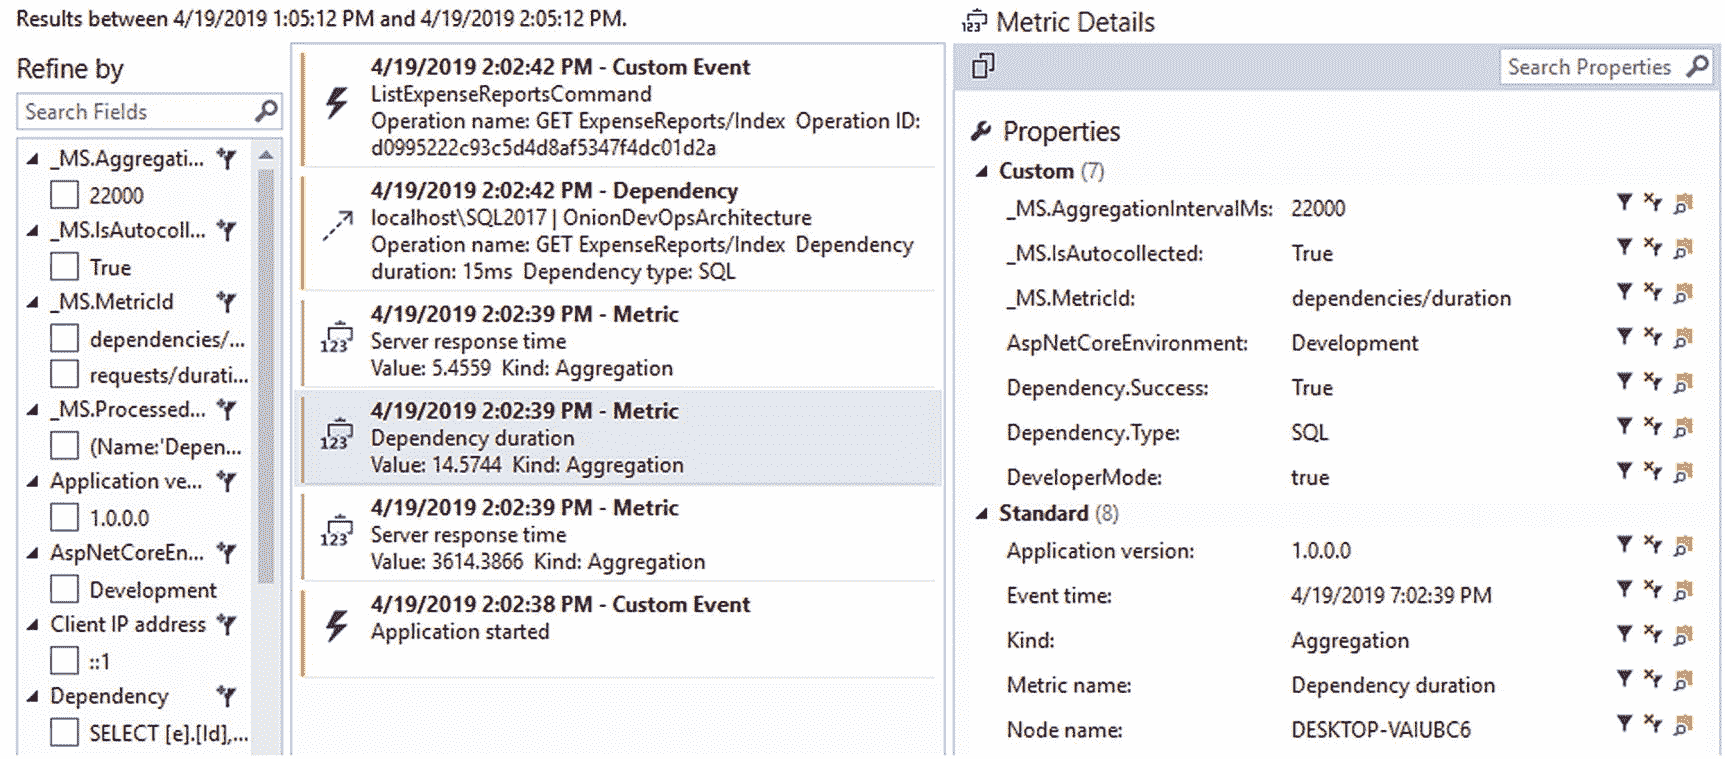 Results between 4/19/2019 1:05:12 PM and 4/19/2019 2:05:12 PM.
Refine by
Search Fields
_MS.Aggregati...
22000
_MS.IsAutocoll...
True
_MS.MetricId
dependencies/...
requests/durati...
_MS.Processed...
(Name:'Depen...
Application ve...
1.0.0.0
AspNetCoreEn...
Development
Client IP address
::1
Dependency
SELECT [e].[Id],...
4/19/2019 2:02:42 PM - Custom Event
ListExpenseReportsCommand
Operation name: GET ExpenseReports/Index Operation ID:
d0995222c93c5d4d8af5347f4dc01d2a
4/19/2019 2:02:42 PM - Dependency
localhost\SQL2017 | OnionDevOpsArchitecture
Operation name: GET ExpenseReports/Index Dependency
duration: 15ms Dependency type: SQL
4/19/2019 2:02:39 PM - Metric
123
Server response time
Value: 5.4559 Kind: Aggregation
4/19/2019 2:02:39 PM - Metric
123
Dependency duration
Value: 14.5744 Kind: Aggregation
4/19/2019 2:02:39 PM - Metric
123
Server response time
Value: 3614.3866 Kind: Aggregation
4/19/2019 2:02:38 PM - Custom Event
Application started
123 Metric Details
Search Properties
Properties
Custom (7)
_MS.AggregationIntervalMs: 22000
_MS.IsAutocollected: True
_MS.MetricId: dependencies/duration
AspNetCoreEnvironment: Development
Dependency.Success: True
Dependency.Type: SQL
DeveloperMode: true
Standard (8)
Application version: 1.0.0.0
Event time: 4/19/2019 7:02:39 PM
Kind: Aggregation
Metric name: Dependency duration
Node name: DESKTOP-VAIUBC6